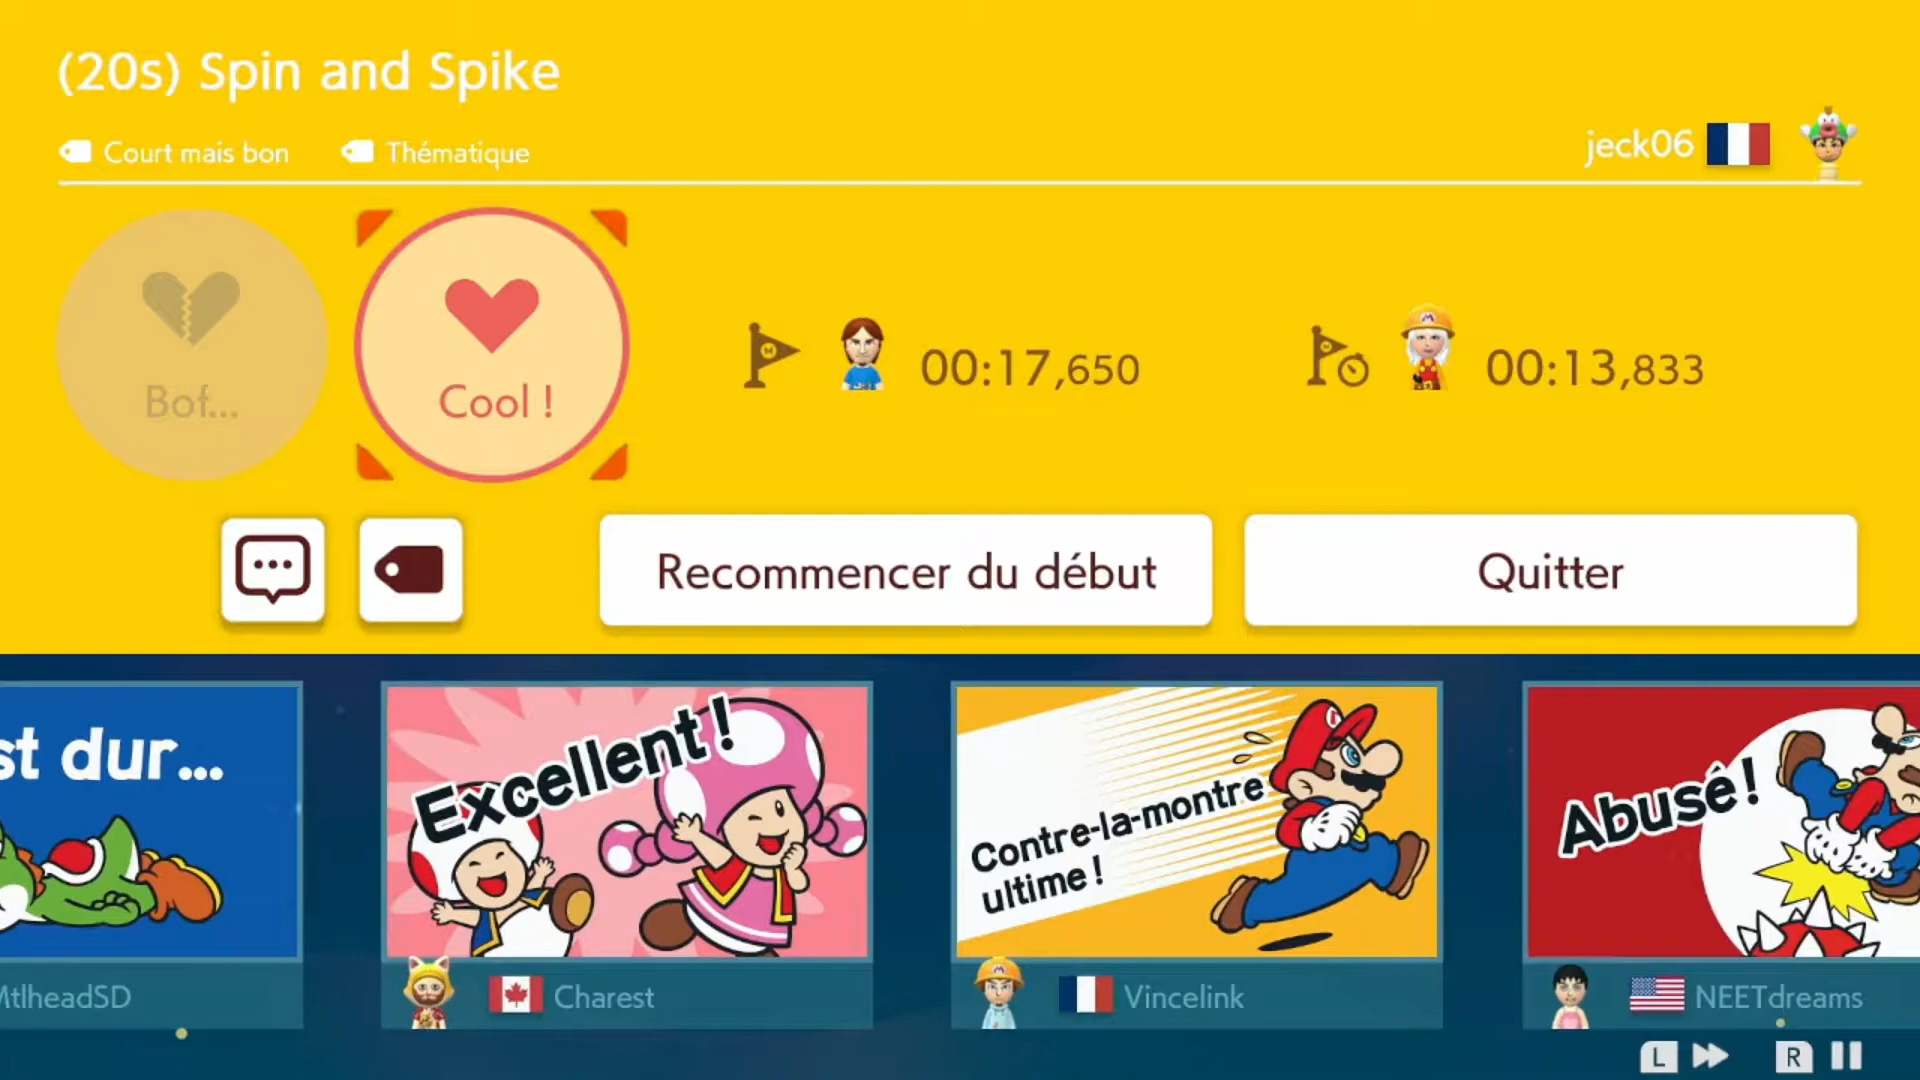 (20s) Spin and Spike
Court mais bon
Thématique
jeck06
Bof...
Cool !
00:17,650
00:13,833
Recommencer du début
Quitter
st dur...
Excellent !
Contre-la-montre
ultime !
Abusé !
MtlheadSD
Charest
Vincelink
NEETdreams
L
R